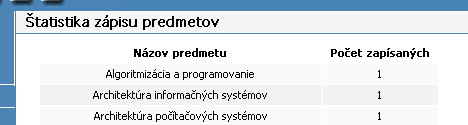 Štatistika zápisu predmetov
Názov predmetu Počet zapísaných
Algoritmizácia a programovanie 1
Architektúra informačných systémov 1
Architektúra počítačových systémov 1